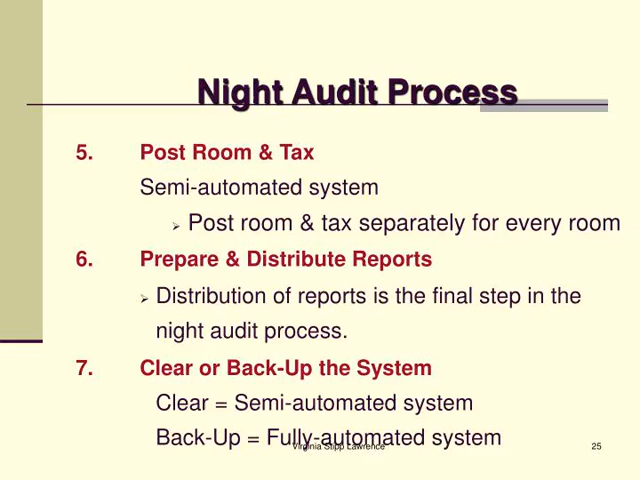 Night Audit Process
5. Post Room & Tax
Semi-automated system
➢ Post room & tax separately for every room
6. Prepare & Distribute Reports
➢ Distribution of reports is the final step in the
night audit process.
7. Clear or Back-Up the System
Clear = Semi-automated system
Back-Up = Fully-automated system
Virginia Stipp Lawrence
25